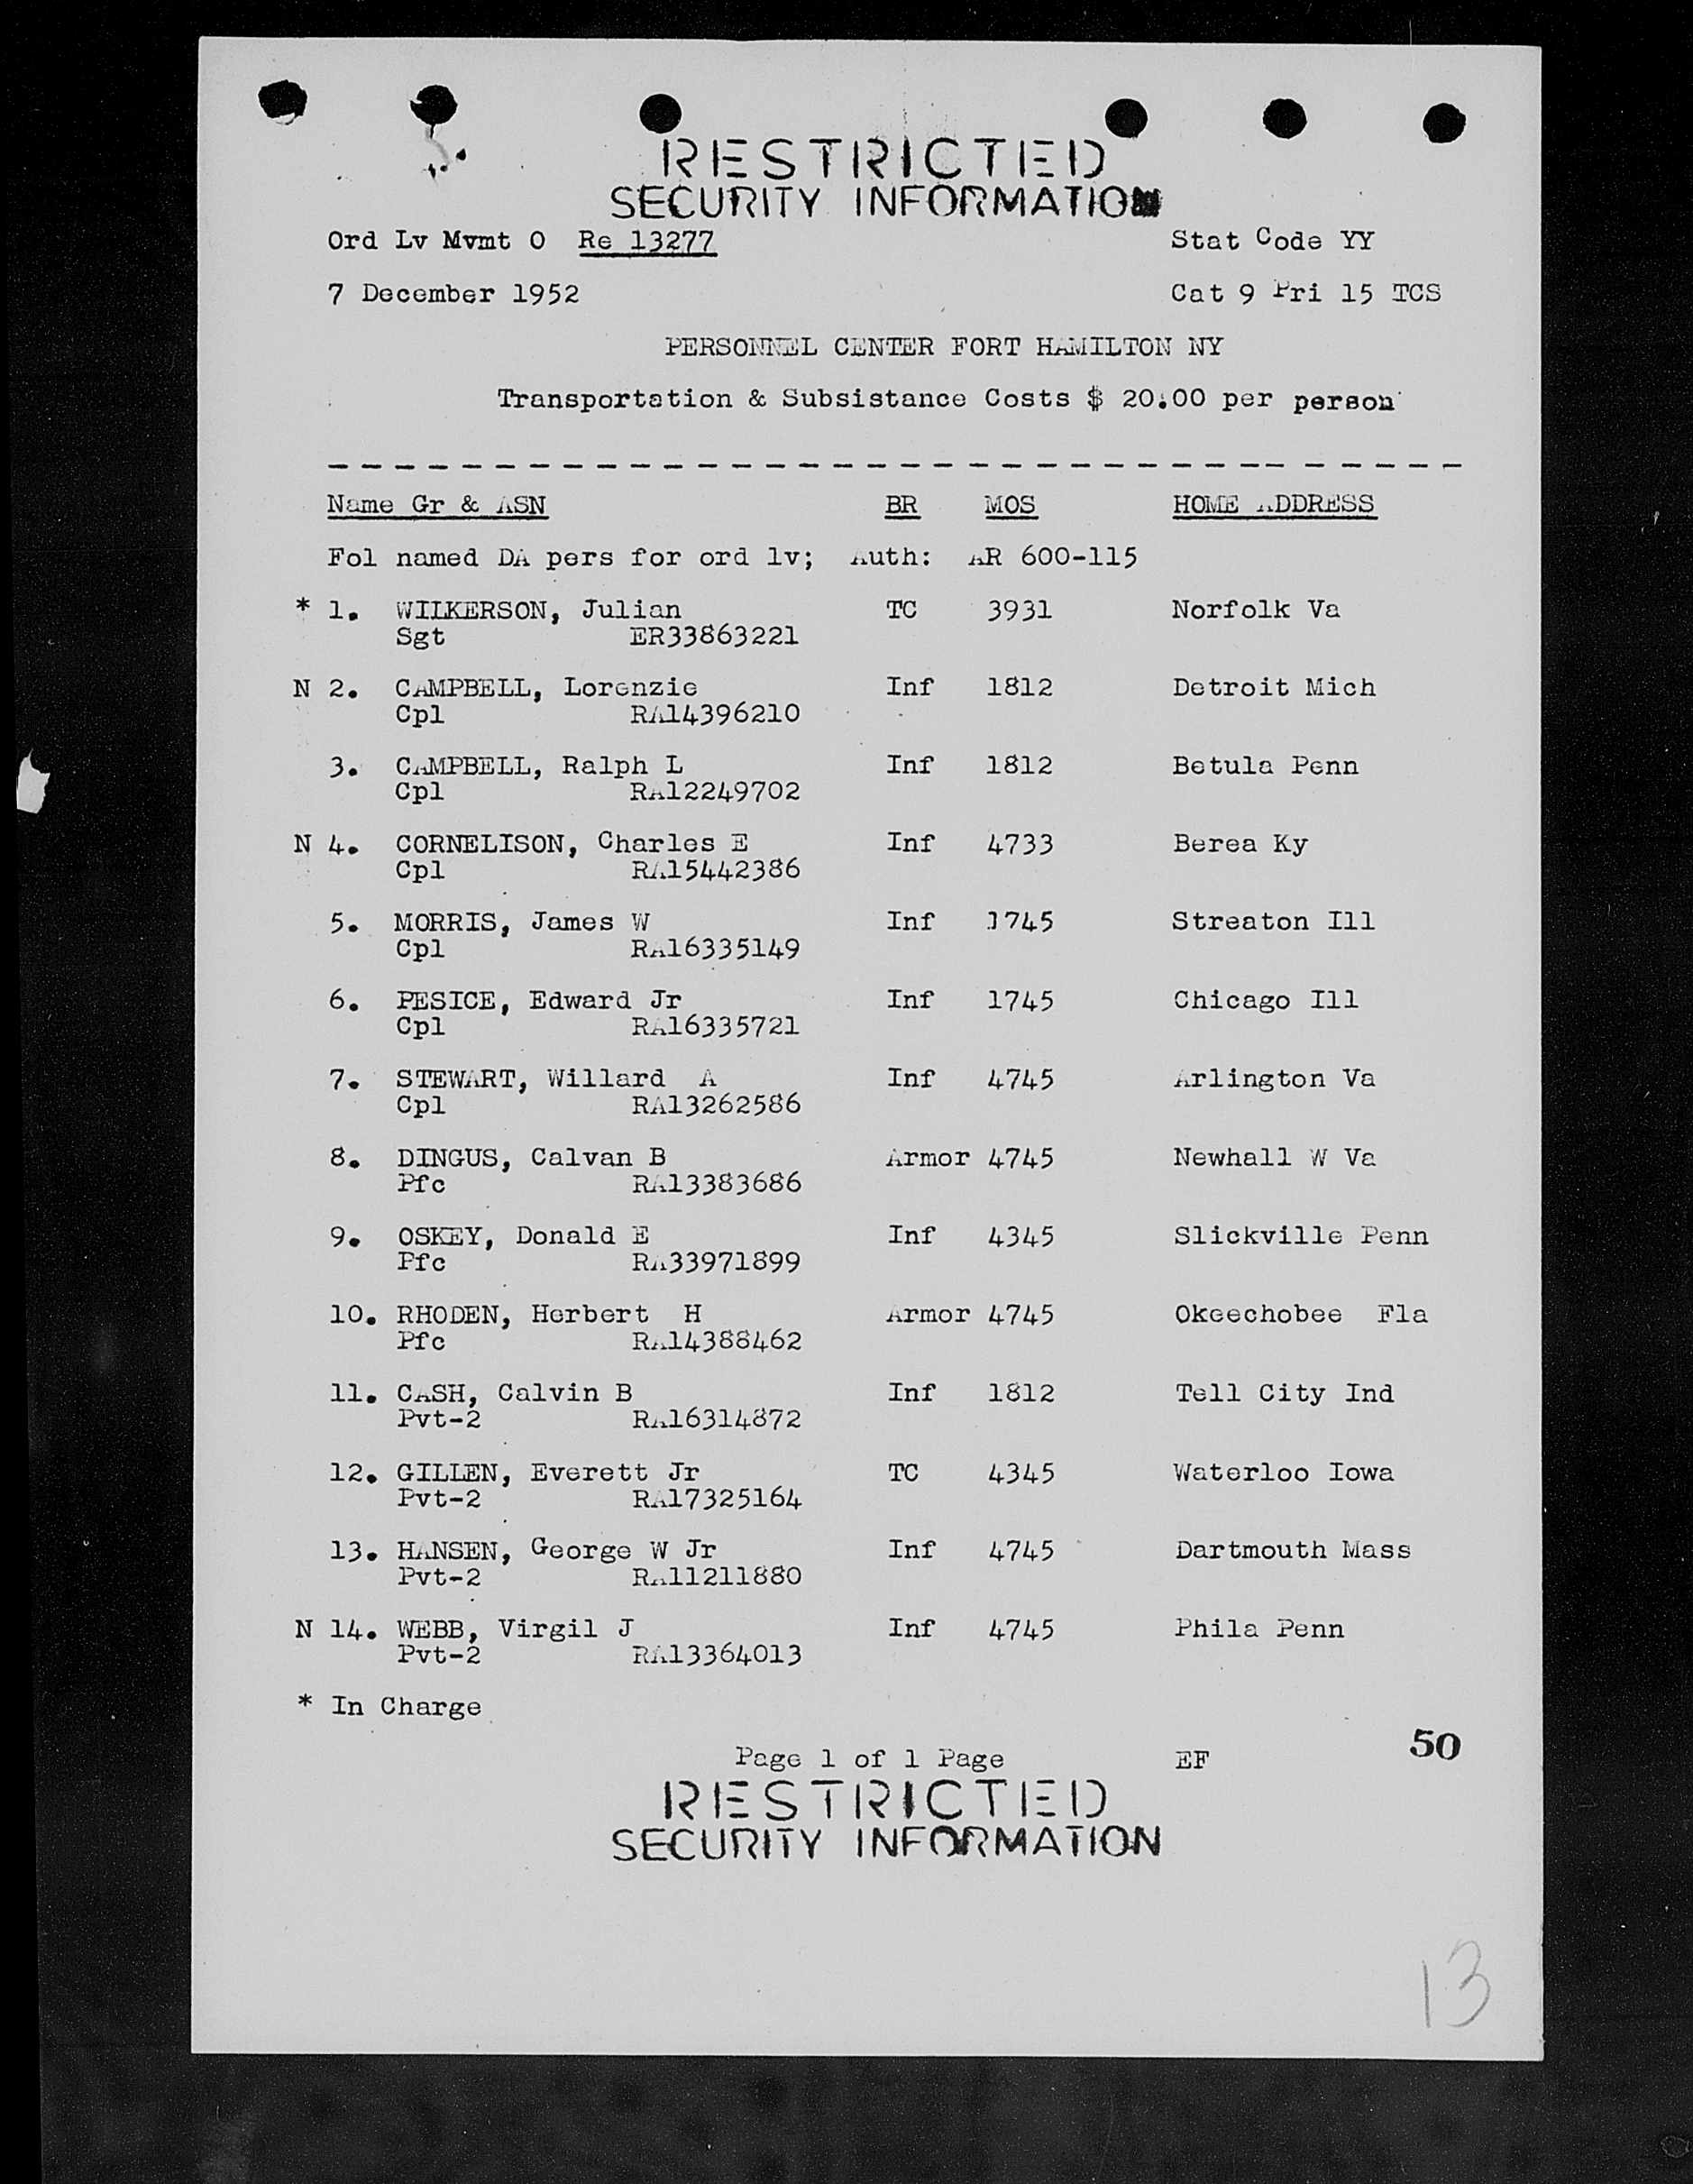 RESTRICTED
SECURITY INFORMATION
Ord Lv Mvmt O Re 13277 Stat Code YY
7 December 1952 Cat 9 Pri 15 TCS
PERSONNEL CENTER FORT HAMILTON NY
Transportation & Subsistance Costs $ 20.00 per person
Name Gr & ASN BR MOS HOME ADDRESS
Fol named DA pers for ord lv; Auth: AR 600-115
* 1. WILKERSON, Julian TC 3931 Norfolk Va
Sgt ER33863221
N 2. CAMPBELL, Lorenzie Inf 1812 Detroit Mich
Cpl RA14396210
3. CAMPBELL, Ralph L Inf 1812 Betula Penn
Cpl RA12249702
N 4. CORNELISON, Charles E Inf 4733 Berea Ky
Cpl RA15442386
5. MORRIS, James W Inf 1745 Streaton Ill
Cpl RA16335149
6. PESICE, Edward Jr Inf 1745 Chicago Ill
Cpl RA16335721
7. STEWART, Willard A Inf 4745 Arlington Va
Cpl RA13262586
8. DINGUS, Calvan B Armor 4745 Newhall W Va
Pfc RA13383686
9. OSKEY, Donald E Inf 4345 Slickville Penn
Pfc RA33971899
10. RHODEN, Herbert H Armor 4745 Okeechobee Fla
Pfc RA14388462
11. CASH, Calvin B Inf 1812 Tell City Ind
Pvt-2 RA16314872
12. GILLEN, Everett Jr TC 4345 Waterloo Iowa
Pvt-2 RA17325164
13. HANSEN, George W Jr Inf 4745 Dartmouth Mass
Pvt-2 RA11211880
N 14. WEBB, Virgil J Inf 4745 Phila Penn
Pvt-2 RA13364013
* In Charge
Page 1 of 1 Page EF 50
RESTRICTED
SECURITY INFORMATION
13